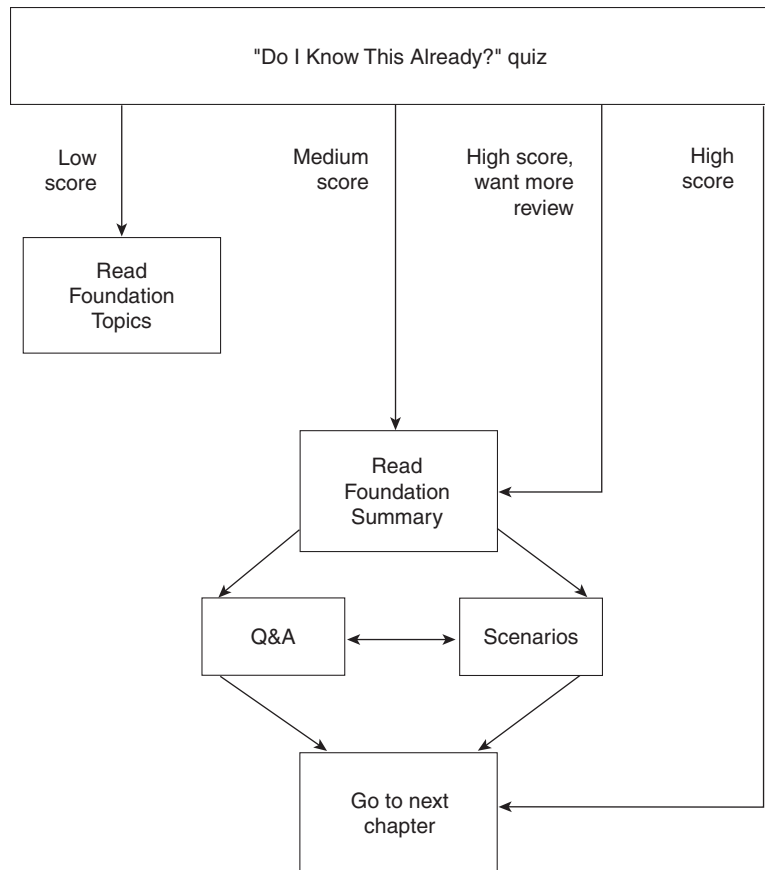 "Do I Know This Already?" quiz
Low
score
Medium
score
High score,
want more
review
High
score
Read
Foundation
Topics
Read
Foundation
Summary
Q&A
Scenarios
Go to next
chapter